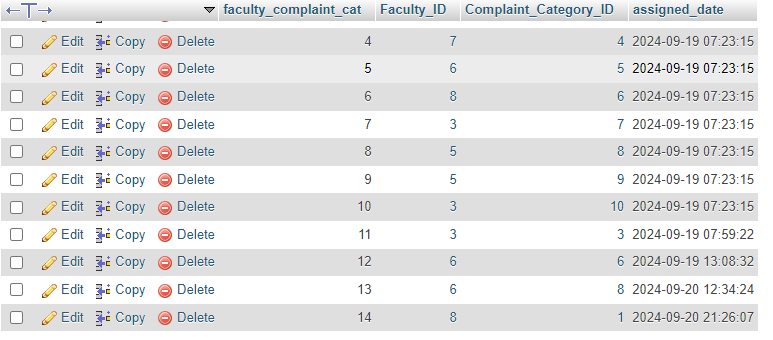 faculty_complaint_cat Faculty_ID Complaint_Category_ID assigned_date
Edit Copy Delete 4 7 4 2024-09-19 07:23:15
Edit Copy Delete 5 6 5 2024-09-19 07:23:15
Edit Copy Delete 6 8 6 2024-09-19 07:23:15
Edit Copy Delete 7 3 7 2024-09-19 07:23:15
Edit Copy Delete 8 5 8 2024-09-19 07:23:15
Edit Copy Delete 9 5 9 2024-09-19 07:23:15
Edit Copy Delete 10 3 10 2024-09-19 07:23:15
Edit Copy Delete 11 3 3 2024-09-19 07:59:22
Edit Copy Delete 12 6 6 2024-09-19 13:08:32
Edit Copy Delete 13 6 8 2024-09-20 12:34:24
Edit Copy Delete 14 8 1 2024-09-20 21:26:07